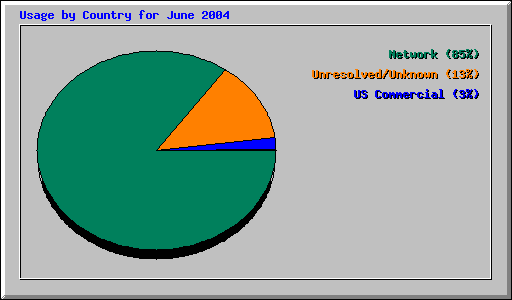 Usage by Country for June 2004
Network (85%)
Unresolved/Unknown (13%)
US Commercial (3%)